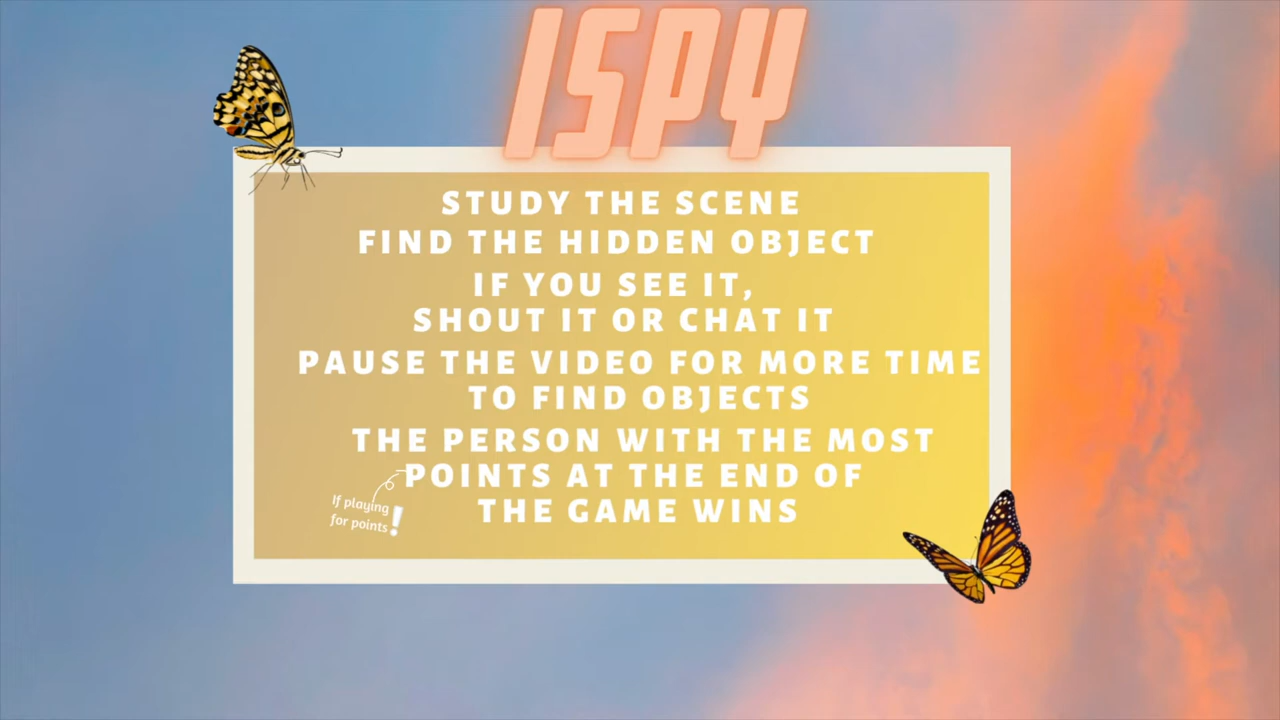 ISPY
STUDY THE SCENE
FIND THE HIDDEN OBJECT
IF YOU SEE IT,
SHOUT IT OR CHAT IT
PAUSE THE VIDEO FOR MORE TIME
TO FIND OBJECTS
THE PERSON WITH THE MOST
POINTS AT THE END OF
THE GAME WINS
If playing
for points!